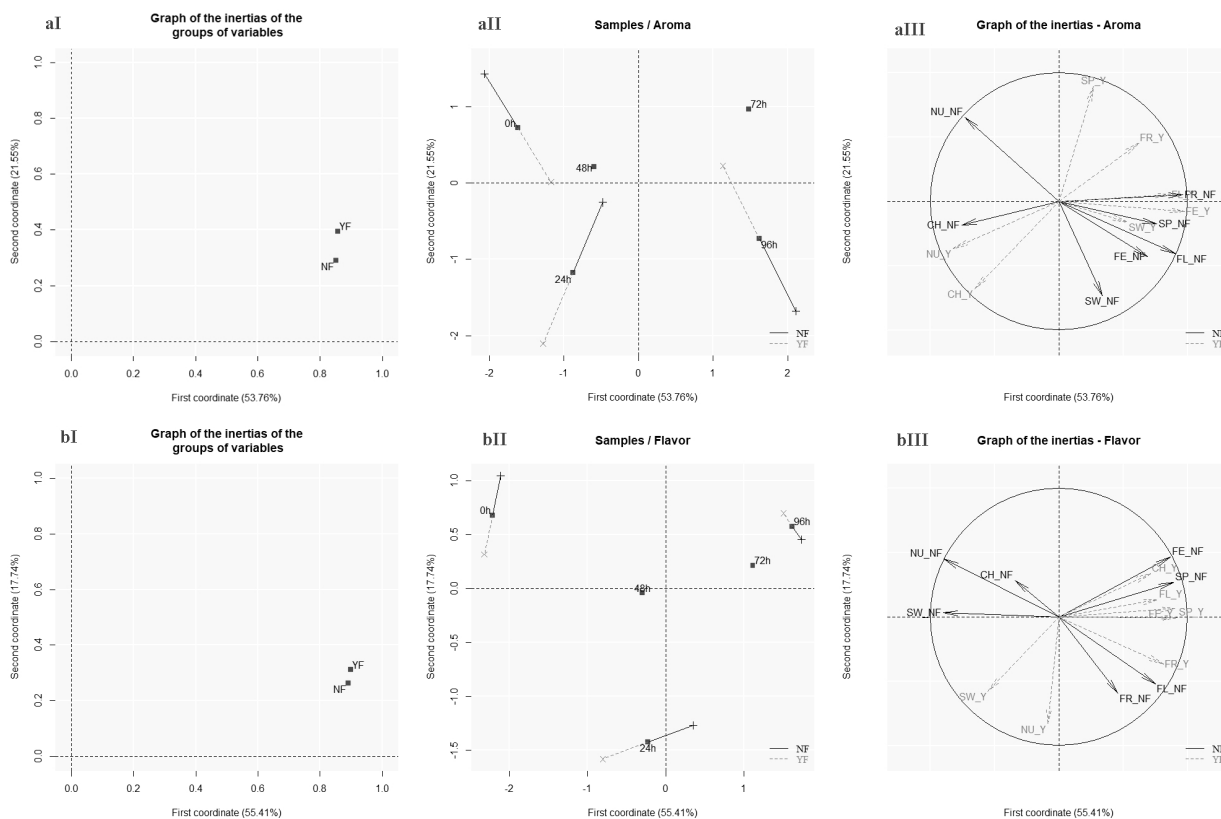 aI
Graph of the inertias of the
groups of variables
Second coordinate (21.55%)
1.0
0.8
0.6
0.4
0.2
0.0
YF
NF
0.0 0.2 0.4 0.6 0.8 1.0
First coordinate (53.76%)
aII
Samples / Aroma
Second coordinate (21.55%)
1
0
-1
-2
0h
48h
72h
24h
96h
NF
YF
-2 -1 0 1 2
First coordinate (53.76%)
aIII
Graph of the inertias - Aroma
Second coordinate (21.55%)
SP_Y
NU_NF
FR_Y
FR_NF
FE_Y
CH_NF
SW_Y
SP_NF
NU_Y
FE_NF
FL_NF
CH_Y
SW_NF
First coordinate (53.76%)
bI
Graph of the inertias of the
groups of variables
Second coordinate (17.74%)
1.0
0.8
0.6
0.4
0.2
0.0
YF
NF
0.0 0.2 0.4 0.6 0.8 1.0
First coordinate (55.41%)
bII
Samples / Flavor
Second coordinate (17.74%)
1.0
0.5
0.0
-0.5
-1.0
-1.5
0h
96h
72h
48h
24h
NF
YF
-2 -1 0 1
First coordinate (55.41%)
bIII
Graph of the inertias - Flavor
Second coordinate (17.74%)
NU_NF
FE_NF
CH_NF
CH_Y
SP_NF
FL_Y
SW_NF
FE_Y
SP_Y
FR_Y
SW_Y
FL_NF
FR_NF
NU_Y
First coordinate (55.41%)